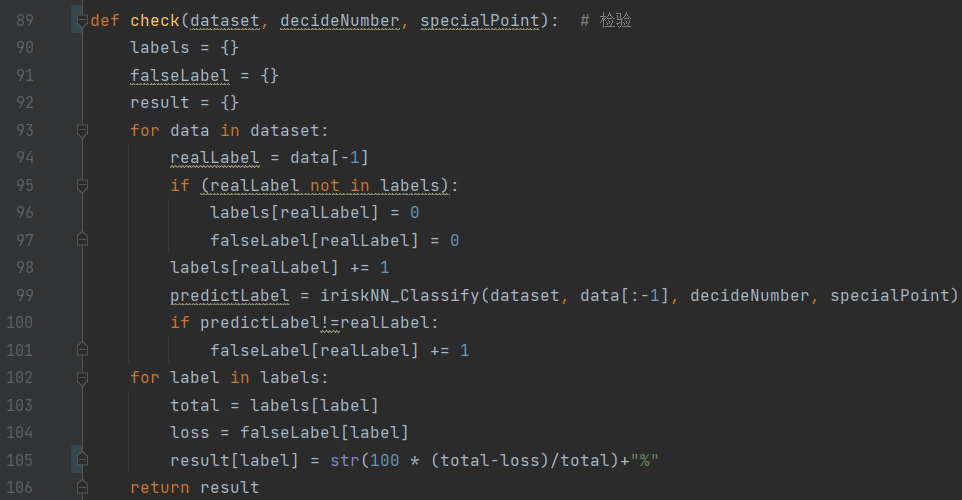 89 def check(dataset, decideNumber, specialPoint):  # 检验
90     labels = {}
91     falseLabel = {}
92     result = {}
93     for data in dataset:
94         realLabel = data[-1]
95         if (realLabel not in labels):
96             labels[realLabel] = 0
97             falseLabel[realLabel] = 0
98         labels[realLabel] += 1
99         predictLabel = iriskNN_Classify(dataset, data[:-1], decideNumber, specialPoint)
100         if predictLabel!=realLabel:
101             falseLabel[realLabel] += 1
102     for label in labels:
103         total = labels[label]
104         loss = falseLabel[label]
105         result[label] = str(100 * (total-loss)/total)+"%"
106     return result